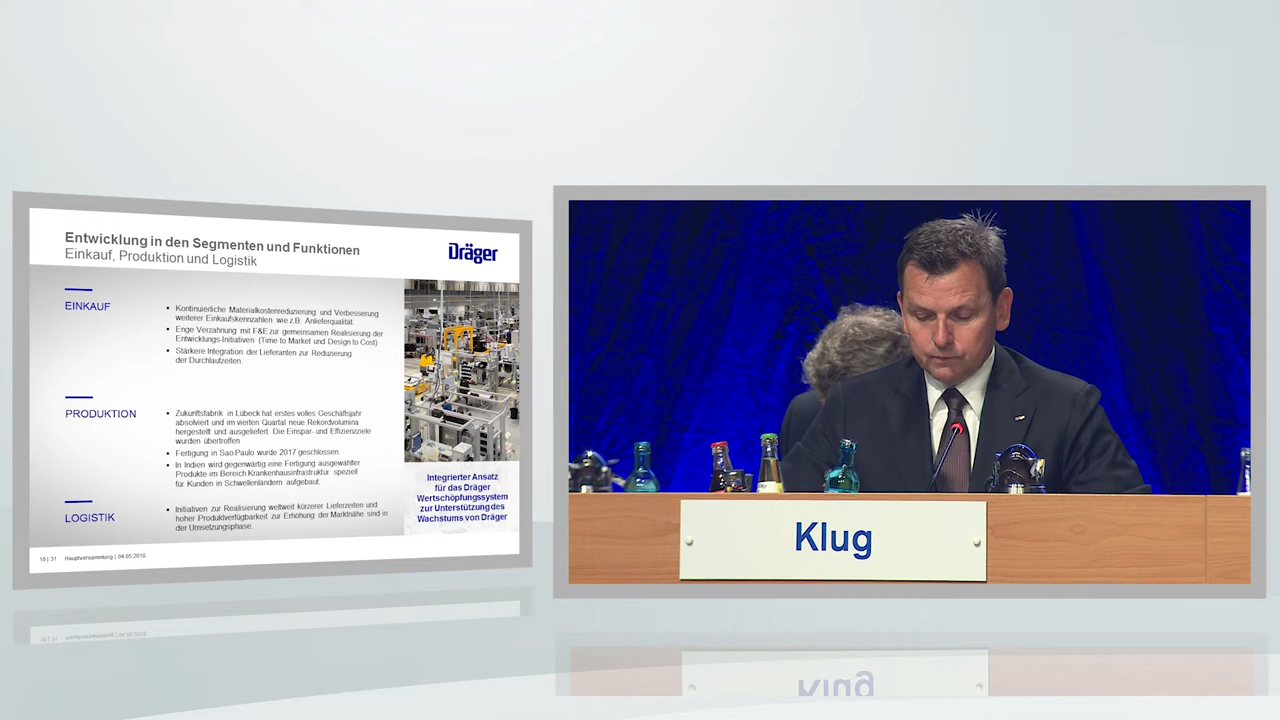 Entwicklung in den Segmenten und Funktionen
Einkauf, Produktion und Logistik
Dräger
EINKAUF
Kontinuierliche Materialkostenreduzierung und Verbesserung
weiterer Einkaufskennzahlen wie z.B. Anlieferqualität.
Enge Verzahnung mit F&E zur gemeinsamen Realisierung der
Entwicklungs-Initiativen (Time to Market und Design to Cost)
Stärkere Integration der Lieferanten zur Reduzierung
der Durchlaufzeiten.
PRODUKTION
Zukunftsfabrik in Lübeck hat erstes volles Geschäftsjahr
absolviert und im vierten Quartal neue Rekordvolumina
hergestellt und ausgeliefert. Die Einspar- und Effizienzziele
wurden übertroffen
Fertigung in Sao Paulo wurde 2017 geschlossen.
In Indien wird gegenwärtig eine Fertigung ausgewählter
Produkte im Bereich Krankenhausinfrastruktur speziell
für Kunden in Schwellenländern aufgebaut.
LOGISTIK
Initiativen zur Realisierung weltweit kürzerer Lieferzeiten und
hoher Produktverfügbarkeit zur Erhöhung der Marktnähe sind in
der Umsetzungsphase.
Integrierter Ansatz
für das Dräger
Wertschöpfungssystem
zur Unterstützung des
Wachstums von Dräger
10 | 31 Hauptversammlung | 04.05.2018
Klug